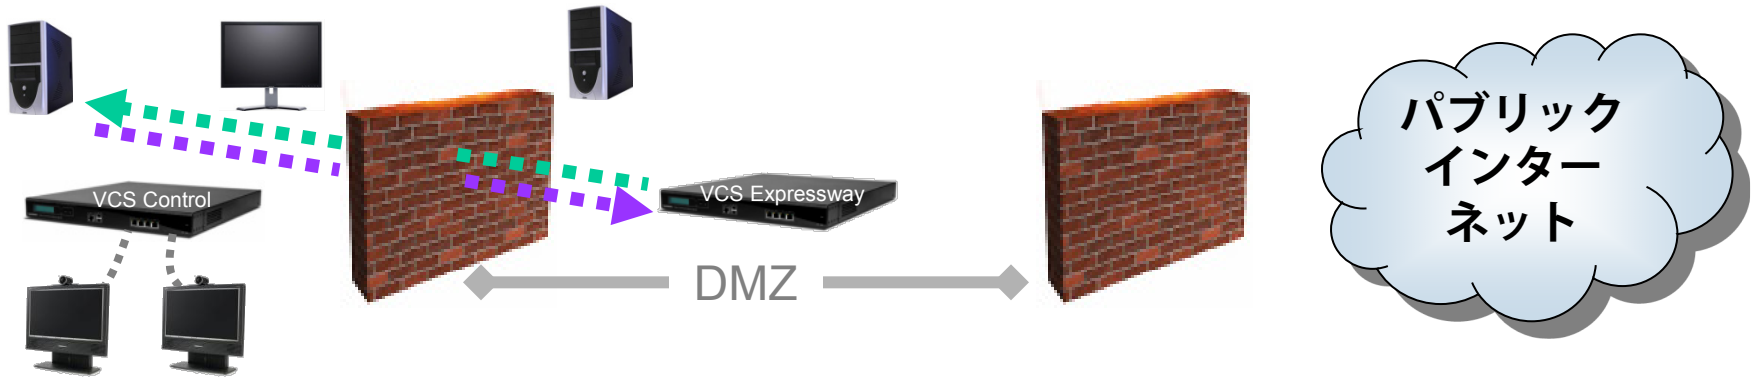 VCS Control
VCS Expressway
DMZ
パブリック
インター
ネット